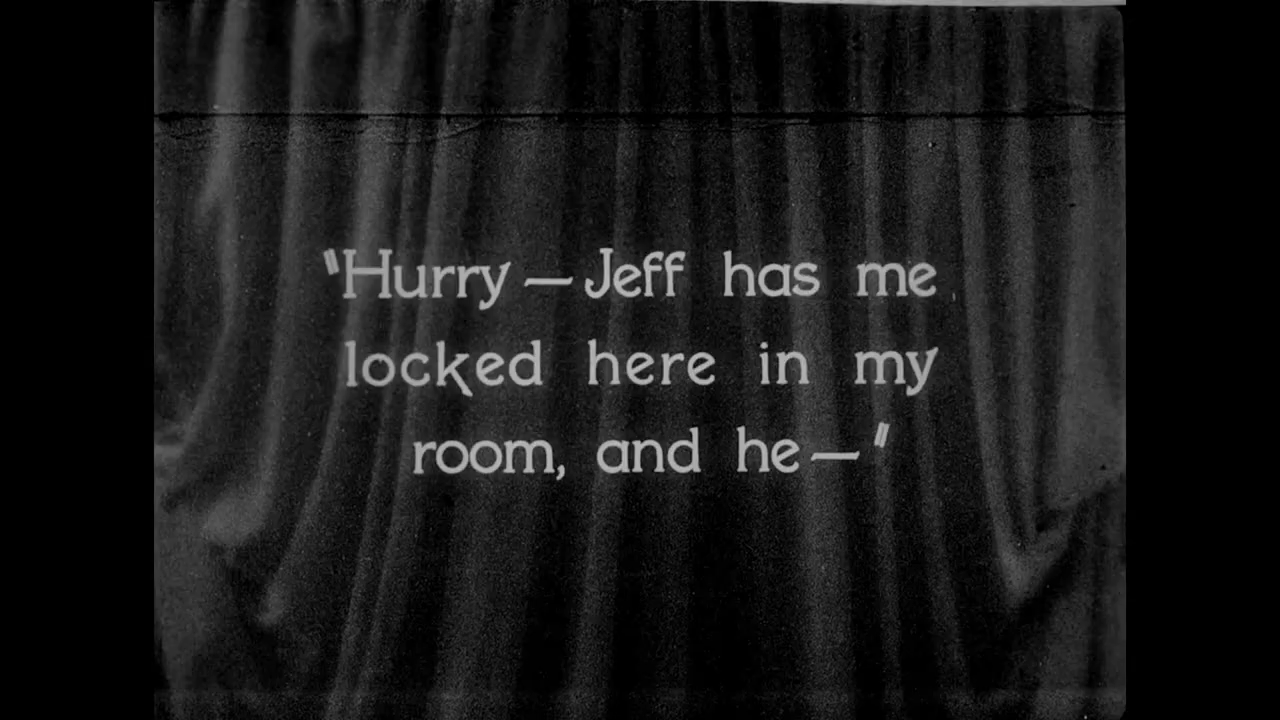 "Hurry — Jeff has me
locked here in my
room, and he — "